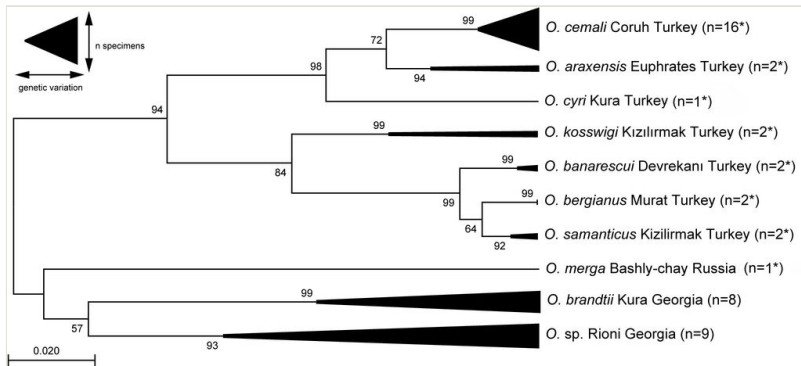 n specimens
genetic variation
99
O. cemali Coruh Turkey (n=16*)
72
94
O. araxensis Euphrates Turkey (n=2*)
98
O. cyri Kura Turkey (n=1*)
94
99
O. kosswigi Kızılırmak Turkey (n=2*)
84
99
O. banarescui Devrekanı Turkey (n=2*)
99
99
O. bergianus Murat Turkey (n=2*)
64
92
O. samanticus Kizilirmak Turkey (n=2*)
O. merga Bashly-chay Russia (n=1*)
99
O. brandtii Kura Georgia (n=8)
57
93
O. sp. Rioni Georgia (n=9)
0.020